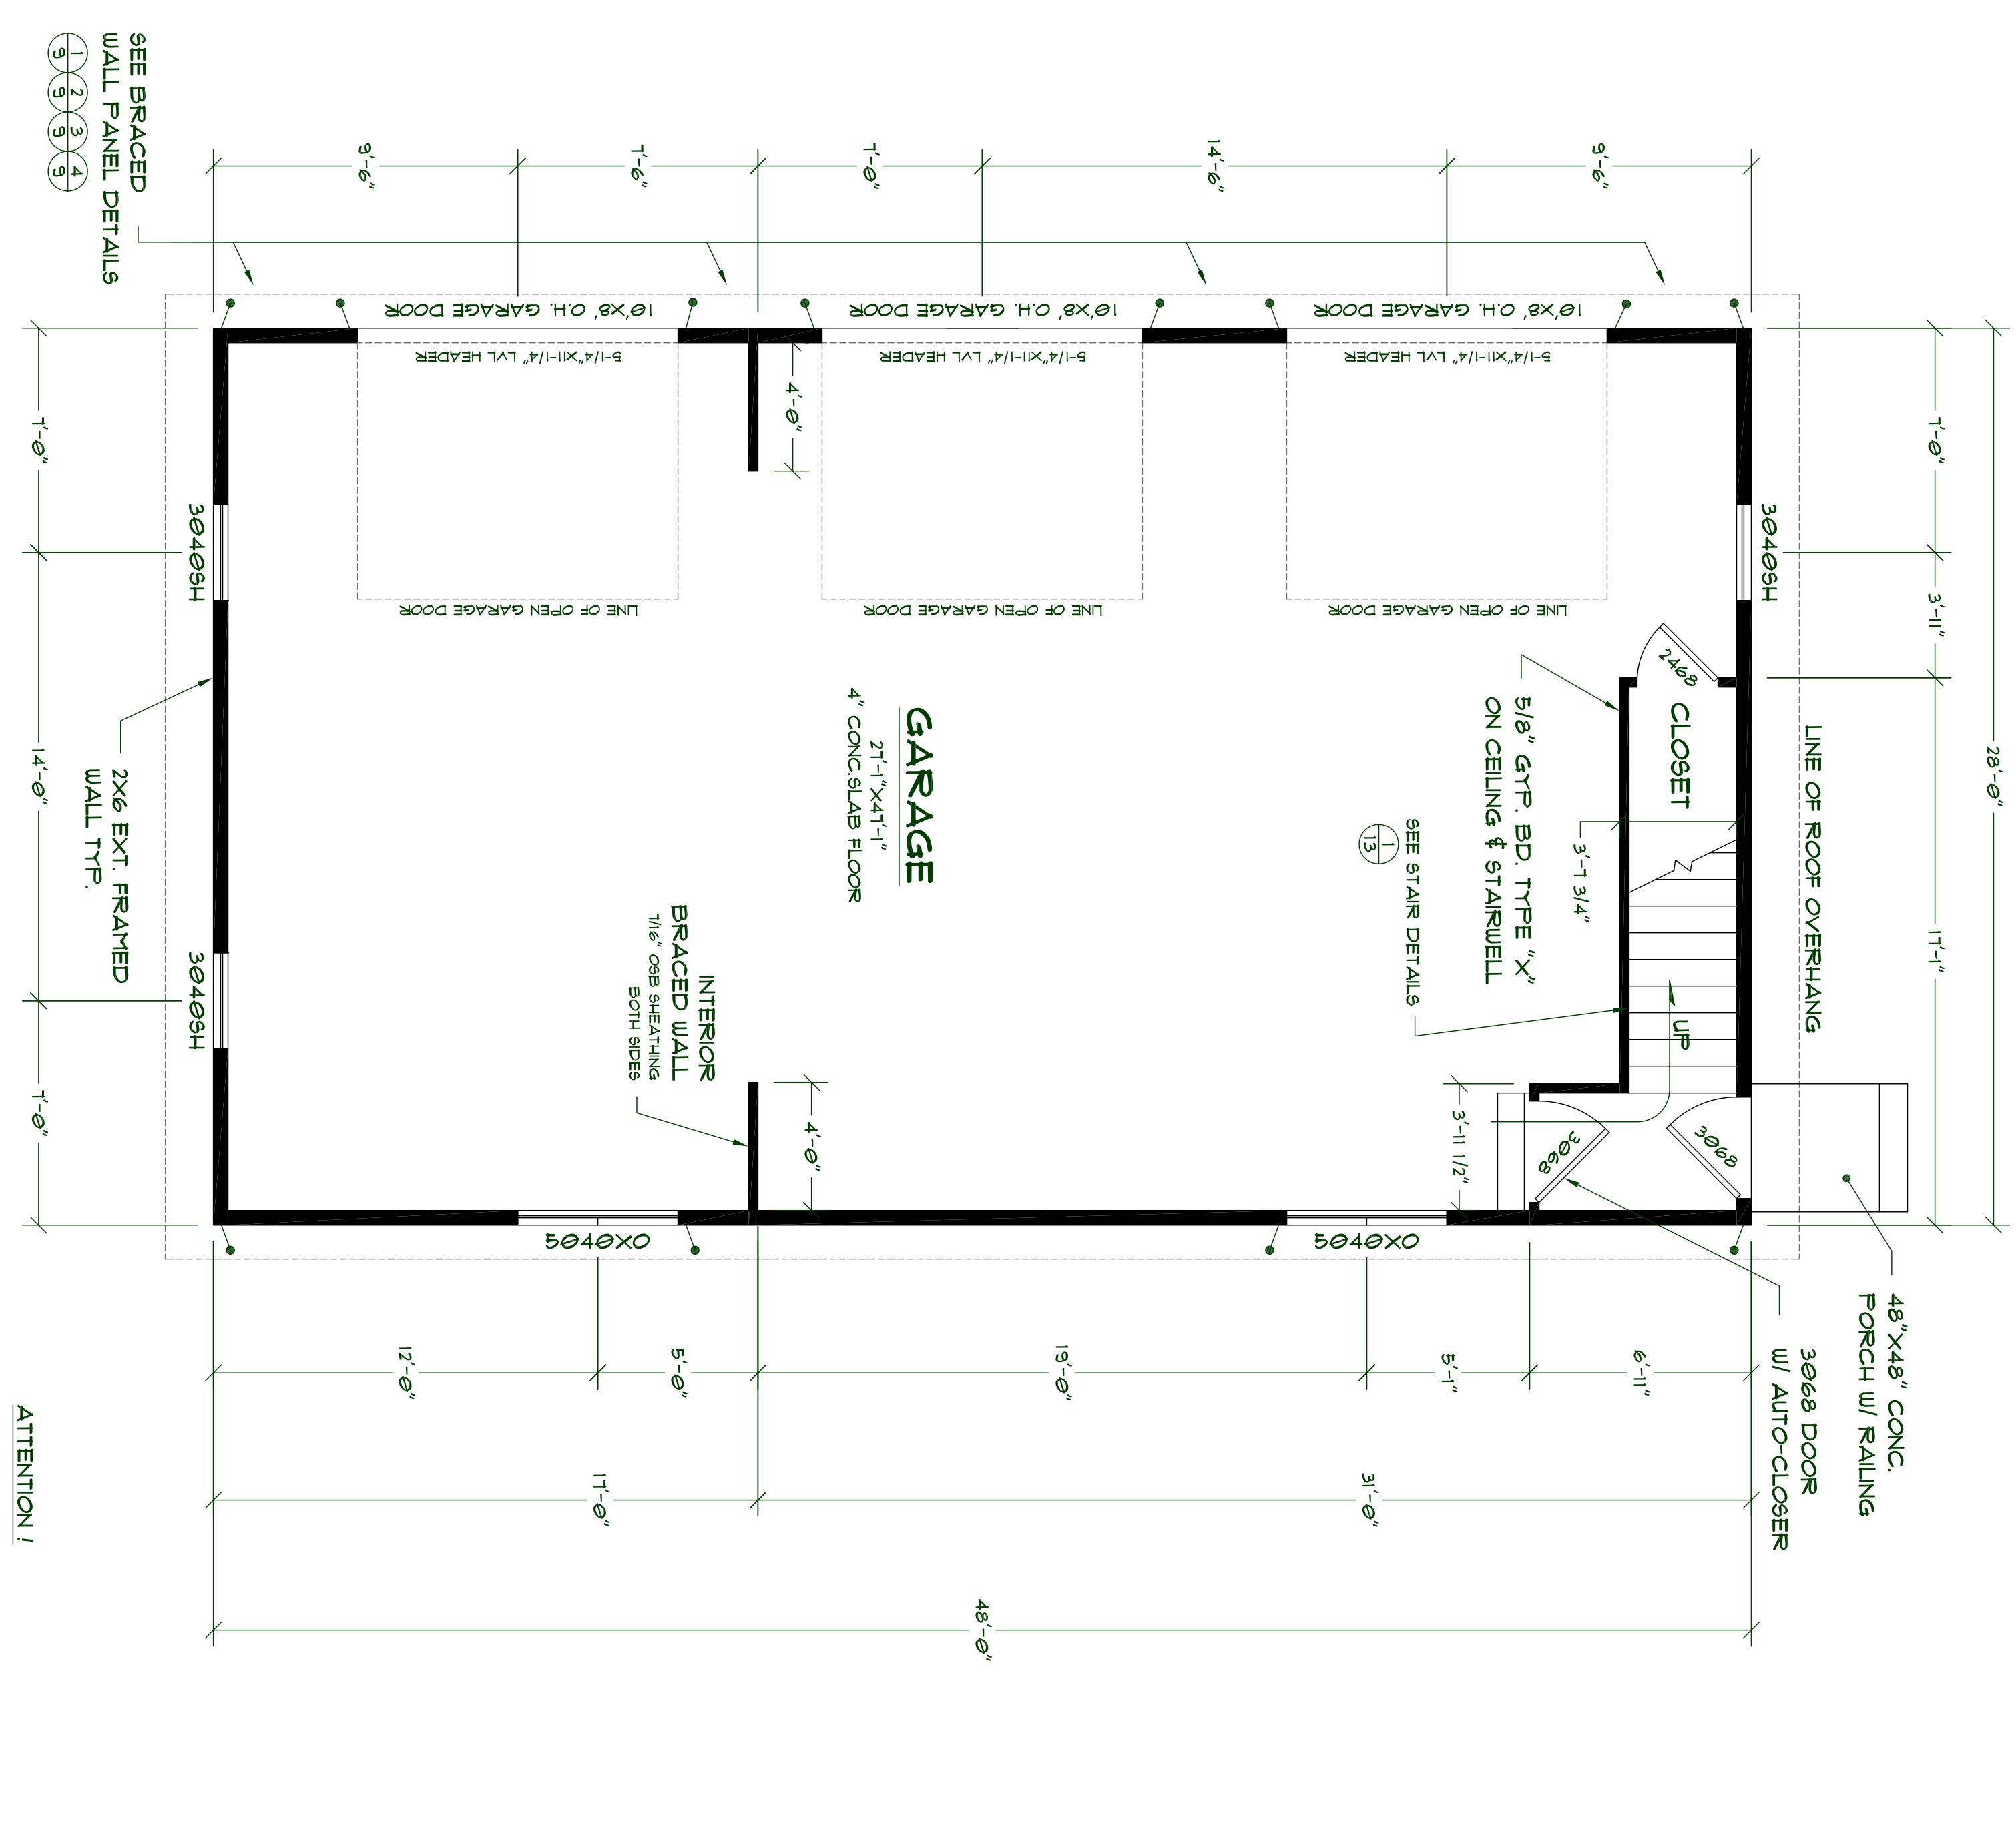 SEE BRACED
WALL PANEL DETAILS
1 2 3 4
9 9 9 9
9'-6"
7'-6"
7'-0"
14'-6"
9'-6"
10'X8' O.H. GARAGE DOOR
10'X8' O.H. GARAGE DOOR
10'X8' O.H. GARAGE DOOR
5-1/4"X11-1/4" LVL HEADER
5-1/4"X11-1/4" LVL HEADER
5-1/4"X11-1/4" LVL HEADER
LINE OF OPEN GARAGE DOOR
LINE OF OPEN GARAGE DOOR
LINE OF OPEN GARAGE DOOR
4'-0"
7'-0"
14'-0"
7'-0"
3040SH
3040SH
2X6 EXT. FRAMED
WALL TYP.
GARAGE
27'-1"X47'-1"
4" CONC.SLAB FLOOR
INTERIOR
BRACED WALL
7/16" OSB SHEATHING
BOTH SIDES
4'-0"
5/8" GYP. BD. TYPE "X"
ON CEILING & STAIRWELL
SEE STAIR DETAILS
1
13
3'-7 3/4"
3'-11 1/2"
2468
CLOSET
UP
3068
3068
3040SH
LINE OF ROOF OVERHANG
7'-0"
3'-11"
17'-1"
28'-0"
48"X48" CONC.
PORCH W/ RAILING
3068 DOOR
W/ AUTO-CLOSER
5040XO
5040XO
12'-0"
5'-0"
19'-0"
5'-1"
6'-11"
17'-0"
31'-0"
48'-0"
ATTENTION !